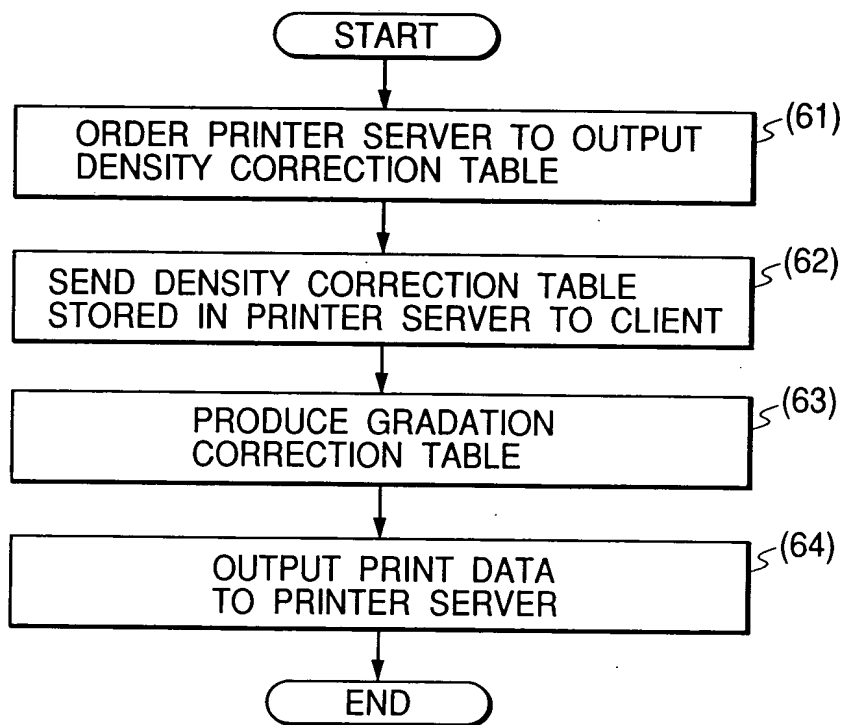 START
ORDER PRINTER SERVER TO OUTPUT
DENSITY CORRECTION TABLE
(61)
SEND DENSITY CORRECTION TABLE
STORED IN PRINTER SERVER TO CLIENT
(62)
PRODUCE GRADATION
CORRECTION TABLE
(63)
OUTPUT PRINT DATA
TO PRINTER SERVER
(64)
END